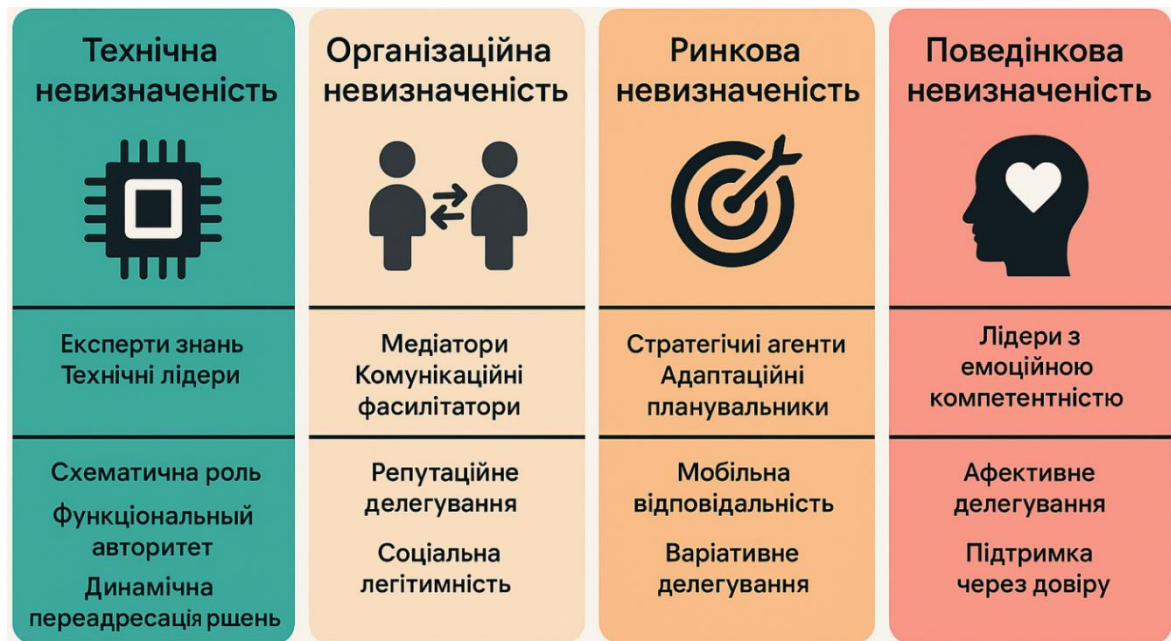 Технічна
невизначеність
Експерти знань
Технічні лідери
Схематична роль
Функціональный
авторитет
Динамічна
переадресація ршень
Організаційна
невизначеність
Медіатори
Комунікаційні
фасилітатори
Репутаційне
делегування
Соціальна
легітимність
Ринкова
невизначеність
Стратегічиі агенти
Адаптаційні
планувальники
Мобільна
відповідальність
Варіативне
делегування
Поведінкова
невизначеність
Лідери з
емоційною
компетентністю
Афективне
делегування
Підтримка
через довіру